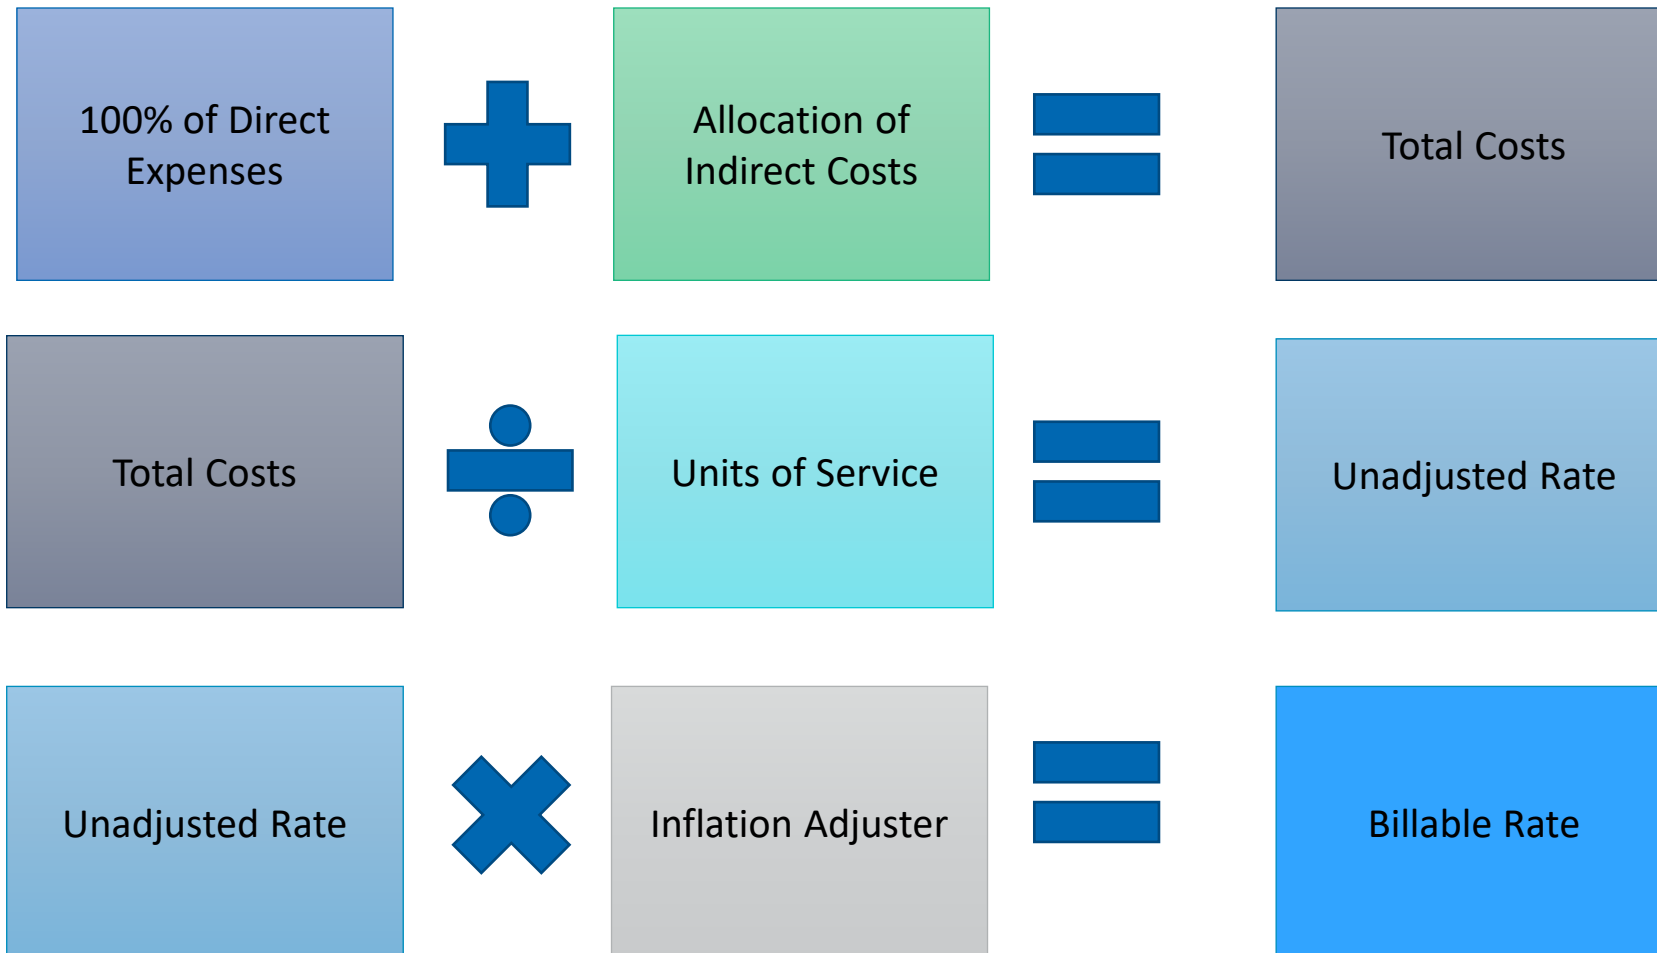 100% of Direct
Expenses
Allocation of
Indirect Costs
Total Costs
Total Costs
Units of Service
Unadjusted Rate
Unadjusted Rate
Inflation Adjuster
Billable Rate